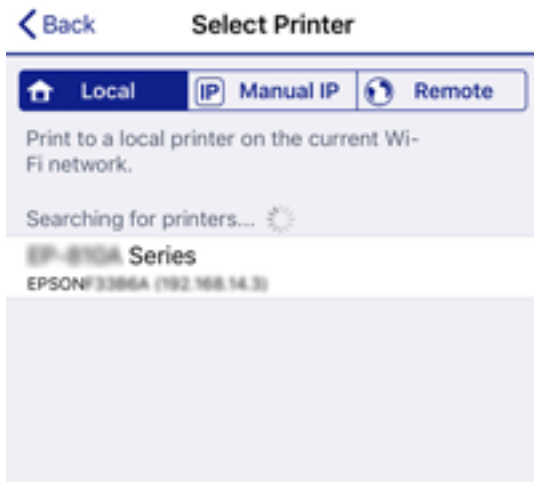 Back Select Printer
Local IP Manual IP Remote
Print to a local printer on the current Wi-
Fi network.
Searching for printers...
Series
EPSON